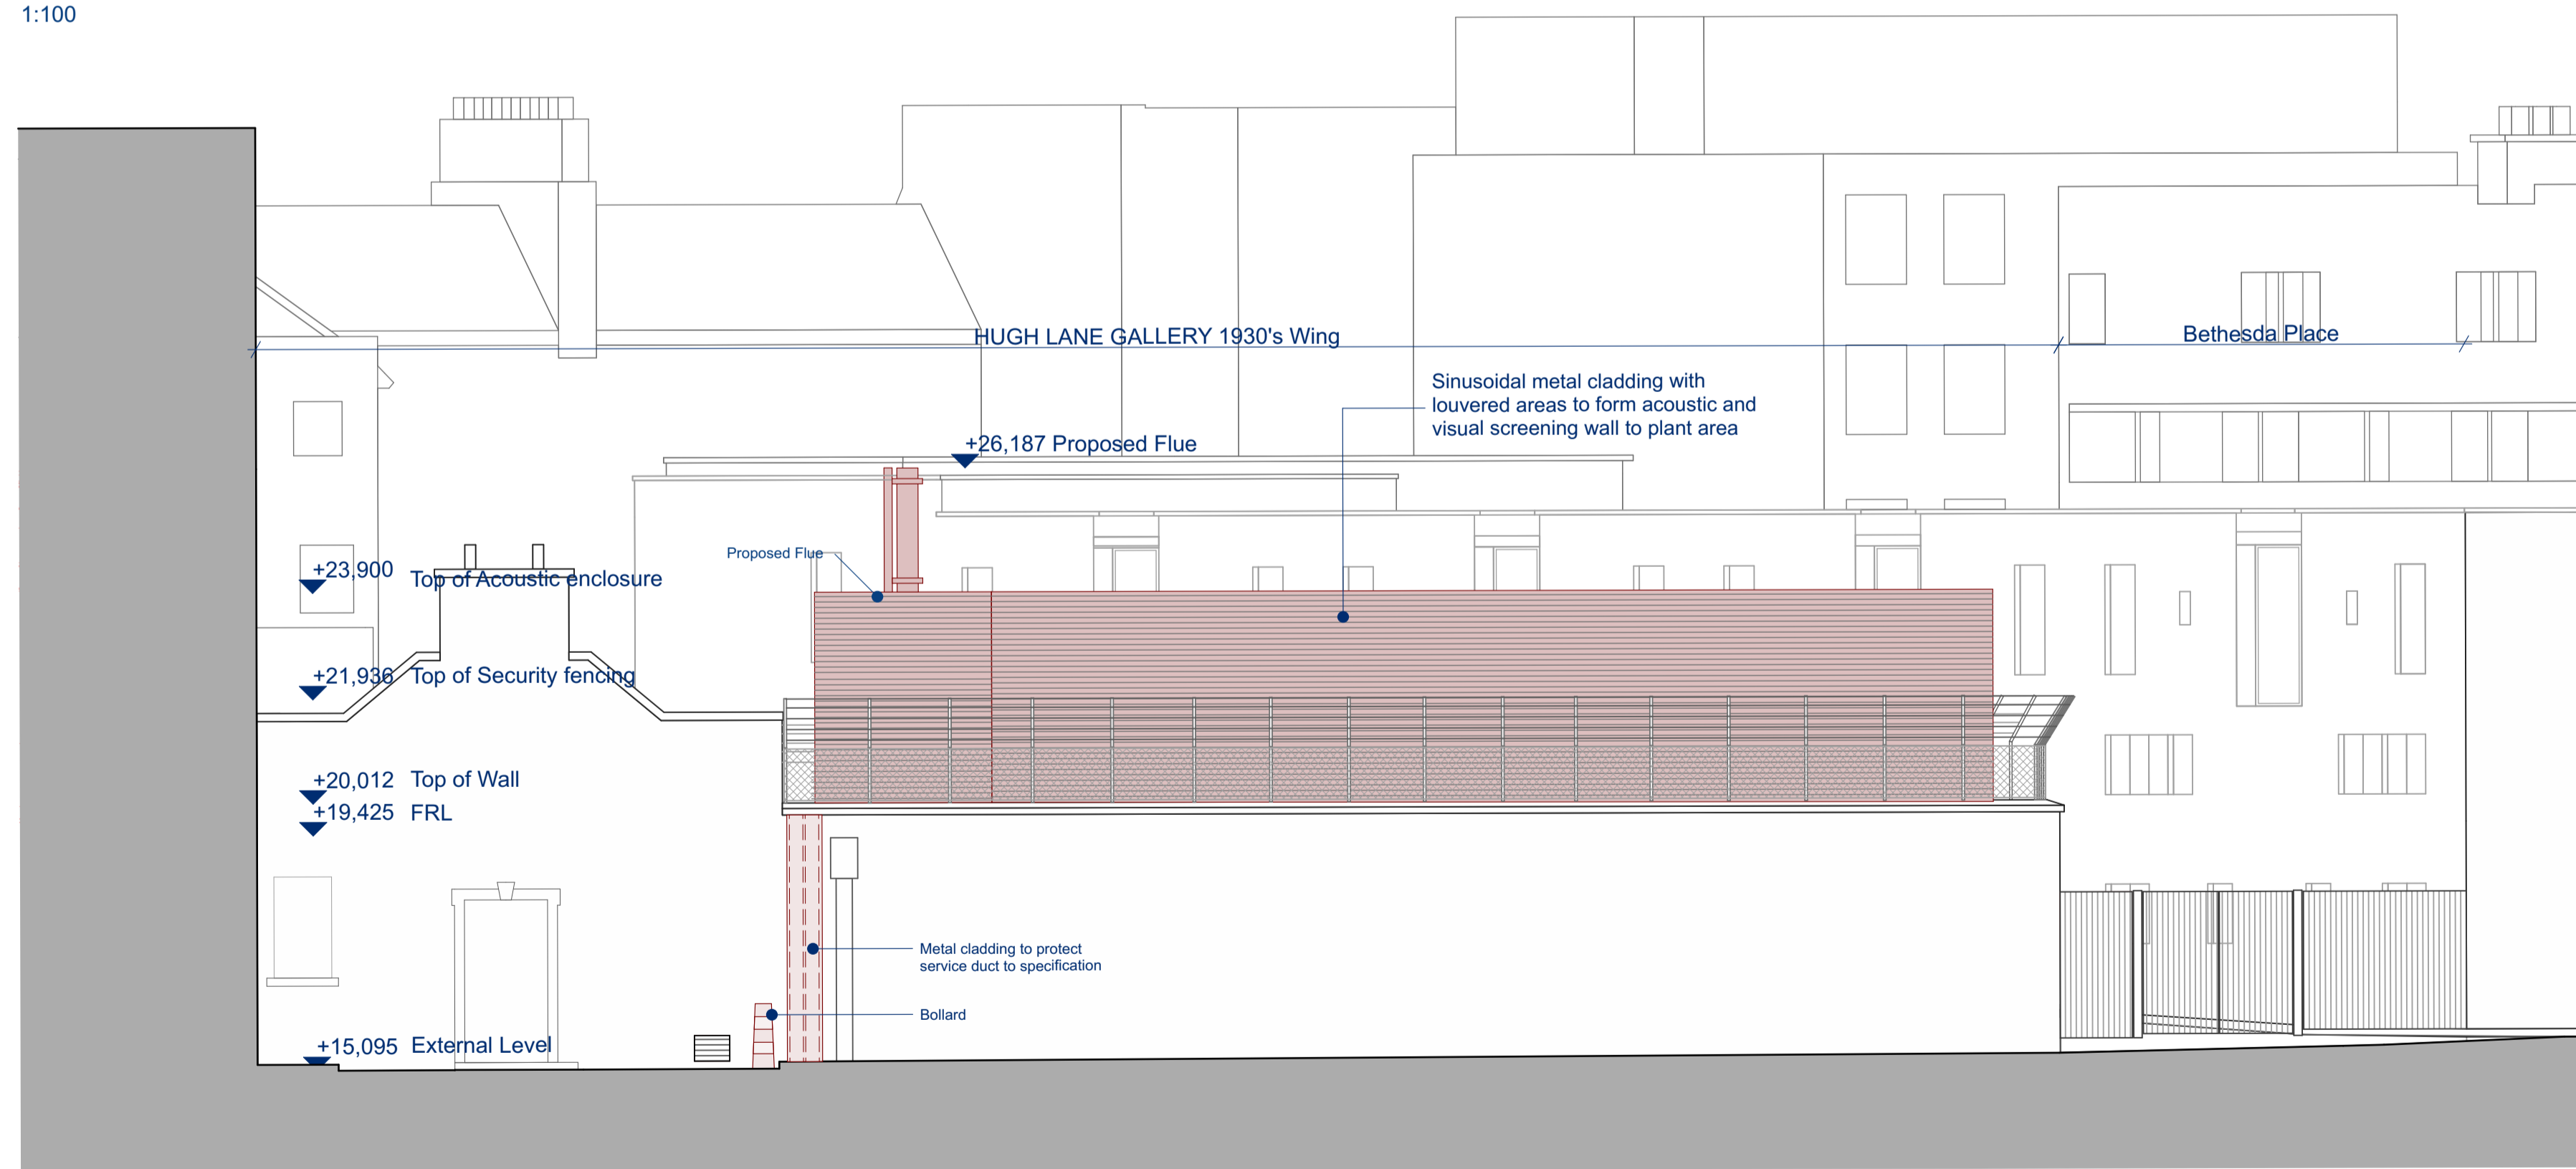 1:100
HUGH LANE GALLERY 1930's Wing
Bethesda Place
Sinusoidal metal cladding with
louvered areas to form acoustic and
visual screening wall to plant area
+26,187 Proposed Flue
Proposed Flue
+23,900 Top of Acoustic enclosure
+21,936 Top of Security fencing
+20,012 Top of Wall
+19,425 FRL
Metal cladding to protect
service duct to specification
Bollard
+15,095 External Level